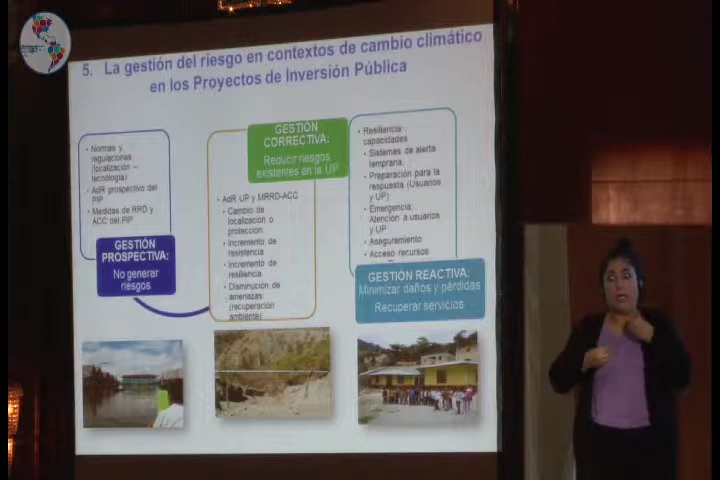 5. La gestión del riesgo en contextos de cambio climático
en los Proyectos de Inversión Pública
• Normas y
regulaciones
(localización –
tecnología)
• AdR prospectivo del
PIP
• Medidas de RRD y
ACC del PIP
GESTIÓN
PROSPECTIVA:
No generar
riesgos
GESTIÓN
CORRECTIVA:
Reducir riesgos
existentes en la UP
• AdR UP y MRRD-ACC
• Cambio de
localización o
protección.
• Incremento de
resistencia
• Incremento de
resiliencia
• Disminución de
amenazas
(recuperación
ambiente)
• Resiliencia:
capacidades
• Sistemas de alerta
temprana.
• Preparación para la
respuesta (Usuarios
y UP)
• Emergencia:
Atención a usuarios
y UP
• Aseguramiento
• Acceso recursos
GESTIÓN REACTIVA:
Minimizar daños y pérdidas
Recuperar servicios